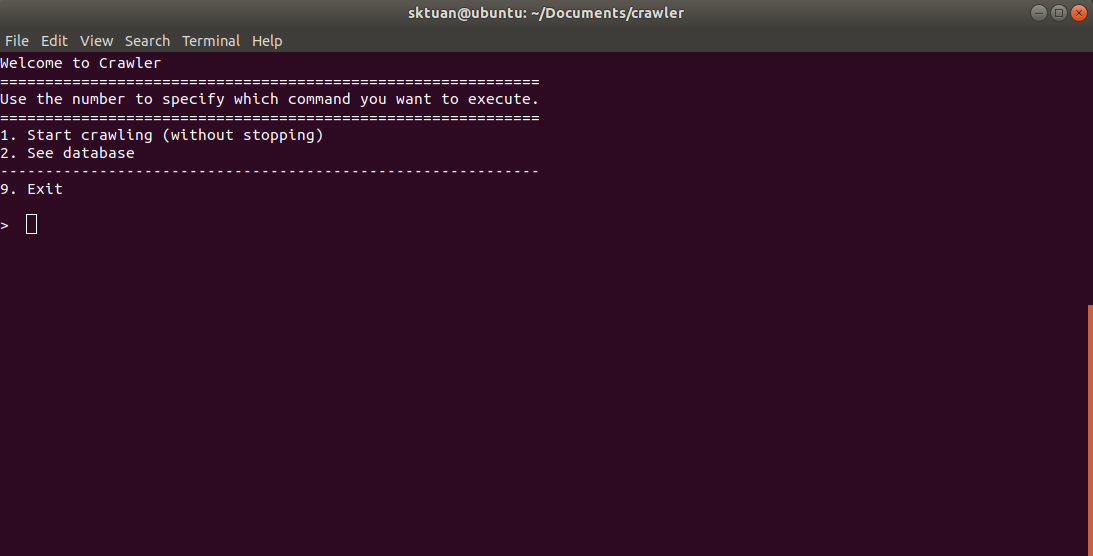 sktuan@ubuntu: ~/Documents/crawler
File Edit View Search Terminal Help
Welcome to Crawler
============================================================
Use the number to specify which command you want to execute.
============================================================
1. Start crawling (without stopping)
2. See database
------------------------------------------------------------
9. Exit
>